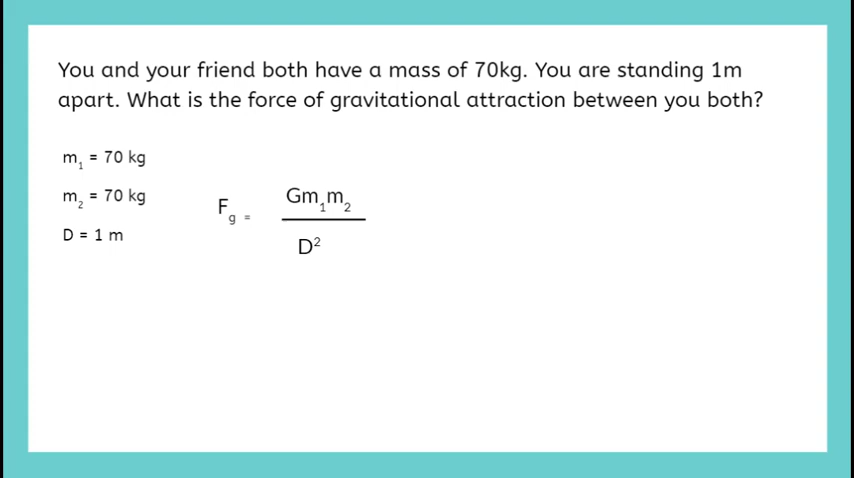 You and your friend both have a mass of 70kg. You are standing 1m
apart. What is the force of gravitational attraction between you both?
m₁ = 70 kg
m₂ = 70 kg
D = 1 m
F_g = Gm₁m₂
D²